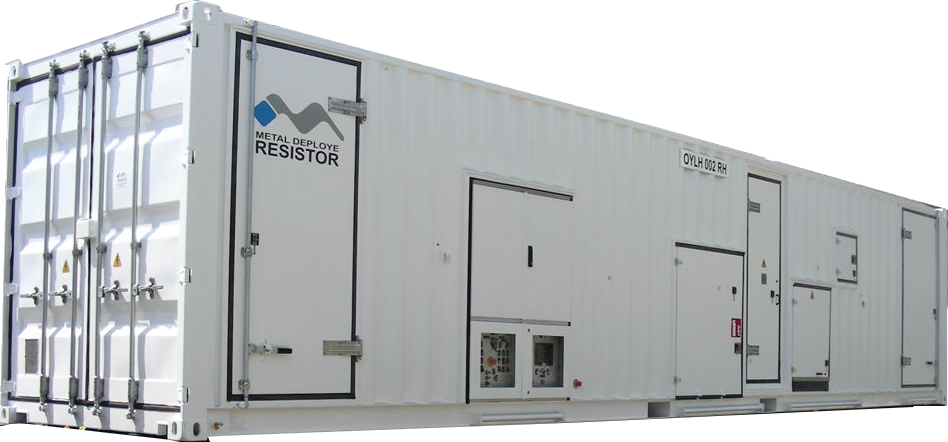 METAL DEPLOYE
RESISTOR
OYLH 002 RH